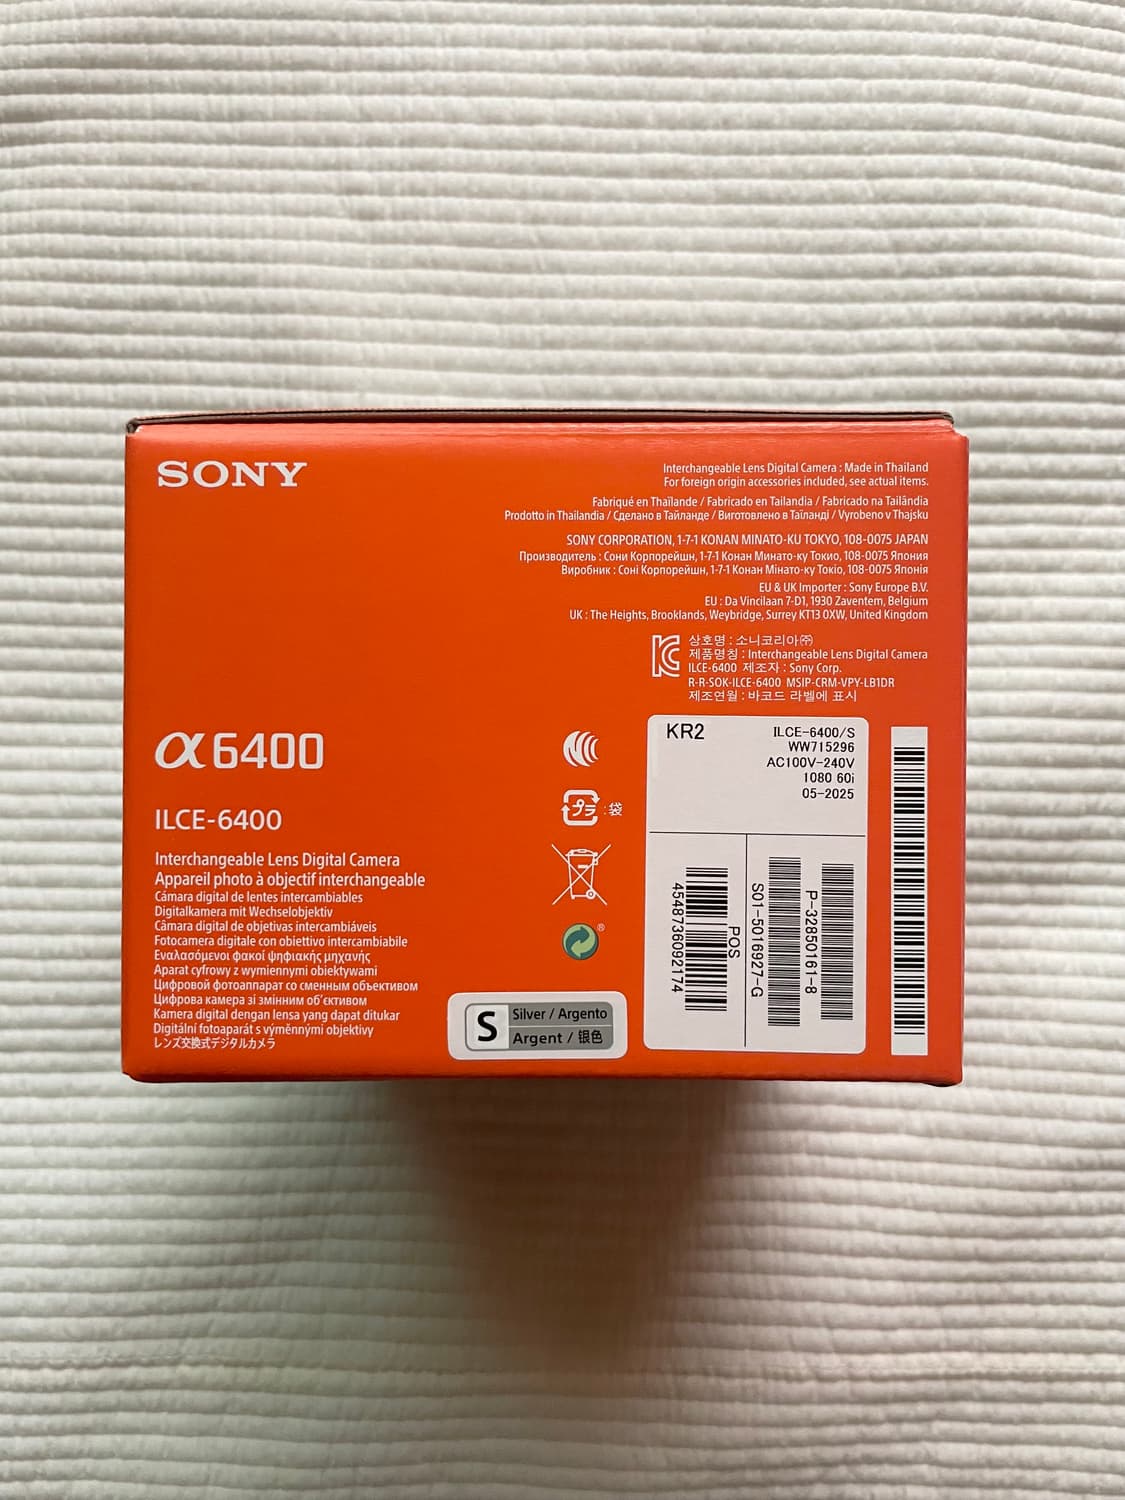 SONY
Interchangeable Lens Digital Camera : Made in Thailand
For foreign origin accessories included, see actual items.
Fabriqué en Thaïlande / Fabricado en Tailandia / Fabricado na Tailândia
Prodotto in Thailandia / Сделано в Тайланде / Виготовлено в Таїланді / Vyrobeno v Thajsku
SONY CORPORATION, 1-7-1 KONAN MINATO-KU TOKYO, 108-0075 JAPAN
Производитель : Сони Корпорейшн, 1-7-1 Конан Минато-ку Токио, 108-0075 Япония
Виробник : Соні Корпорейшн, 1-7-1 Конан Мінато-ку Токіо, 108-0075 Японія
EU & UK Importer : Sony Europe B.V.
EU : Da Vincilaan 7-D1, 1930 Zaventem, Belgium
UK : The Heights, Brooklands, Weybridge, Surrey KT13 0XW, United Kingdom
상호명 : 소니코리아㈜
제품명칭 : Interchangeable Lens Digital Camera
ILCE-6400 제조자 : Sony Corp.
R-R-SOK-ILCE-6400 MSIP-CRM-VPY-LB1DR
제조연월 : 바코드 라벨에 표시
α6400
ILCE-6400
Interchangeable Lens Digital Camera
Appareil photo à objectif interchangeable
Cámara digital de lentes intercambiables
Digitalkamera mit Wechselobjektiv
Câmara digital de objetivas intercambiáveis
Fotocamera digitale con obiettivo intercambiabile
Εναλασόμενοι φακοί ψηφιακής μηχανής
Aparat cyfrowy z wymiennymi obiektywami
Цифровой фотоаппарат со сменным объективом
Цифрова камера зі змінним об'єктивом
Kamera digital dengan lensa yang dapat ditukar
Digitální fotoaparát s výměnnými objektivy
レンズ交換式デジタルカメラ
プラ : 袋
®
S
Silver / Argento
Argent / 银色
KR2
ILCE-6400/S
WW715296
AC100V-240V
1080 60i
05-2025
4548736092174
POS
S01-5016927-G
P-32850161-8